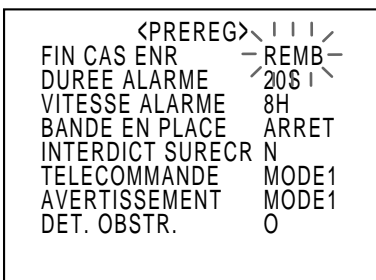 <PREREG>
FIN CAS ENR REMB
DUREE ALARME 20S
VITESSE ALARME 8H
BANDE EN PLACE ARRET
INTERDICT SURECR N
TELECOMMANDE MODE1
AVERTISSEMENT MODE1
DET. OBSTR. O